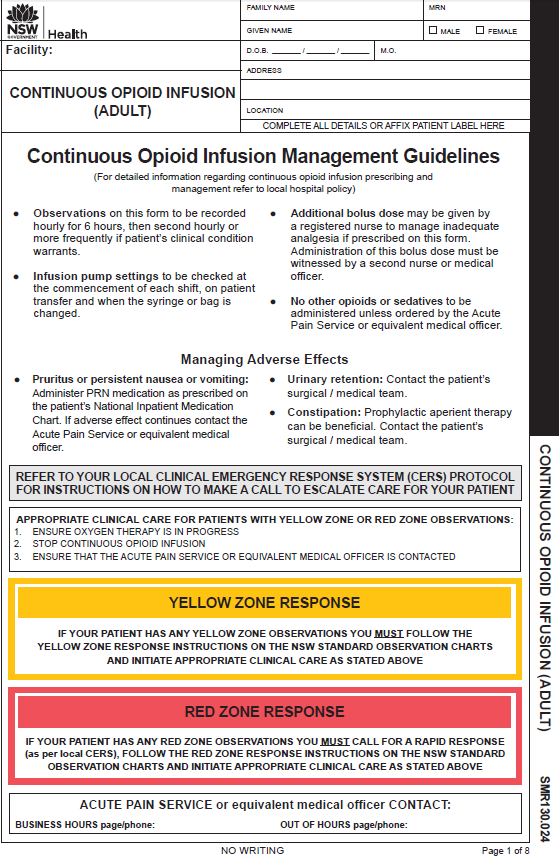 FAMILY NAME
MRN
GIVEN NAME
☐ MALE ☐ FEMALE
NSW
GOVERNMENT
Health
Facility:
D.O.B. _______ / _______ / _______
M.O.
ADDRESS
CONTINUOUS OPIOID INFUSION
(ADULT)
LOCATION
COMPLETE ALL DETAILS OR AFFIX PATIENT LABEL HERE
Continuous Opioid Infusion Management Guidelines
(For detailed information regarding continuous opioid infusion prescribing and
management refer to local hospital policy)
● Observations on this form to be recorded
hourly for 6 hours, then second hourly or
more frequently if patient's clinical condition
warrants.
● Infusion pump settings to be checked at
the commencement of each shift, on patient
transfer and when the syringe or bag is
changed.
● Additional bolus dose may be given by
a registered nurse to manage inadequate
analgesia if prescribed on this form.
Administration of this bolus dose must be
witnessed by a second nurse or medical
officer.
● No other opioids or sedatives to be
administered unless ordered by the Acute
Pain Service or equivalent medical officer.
Managing Adverse Effects
● Pruritus or persistent nausea or vomiting:
Administer PRN medication as prescribed on
the patient's National Inpatient Medication
Chart. If adverse effect continues contact the
Acute Pain Service or equivalent medical
officer.
● Urinary retention: Contact the patient's
surgical / medical team.
● Constipation: Prophylactic aperient therapy
can be beneficial. Contact the patient's
surgical / medical team.
REFER TO YOUR LOCAL CLINICAL EMERGENCY RESPONSE SYSTEM (CERS) PROTOCOL
FOR INSTRUCTIONS ON HOW TO MAKE A CALL TO ESCALATE CARE FOR YOUR PATIENT
APPROPRIATE CLINICAL CARE FOR PATIENTS WITH YELLOW ZONE OR RED ZONE OBSERVATIONS:
1. ENSURE OXYGEN THERAPY IS IN PROGRESS
2. STOP CONTINUOUS OPIOID INFUSION
3. ENSURE THAT THE ACUTE PAIN SERVICE OR EQUIVALENT MEDICAL OFFICER IS CONTACTED
YELLOW ZONE RESPONSE
IF YOUR PATIENT HAS ANY YELLOW ZONE OBSERVATIONS YOU MUST FOLLOW THE
YELLOW ZONE RESPONSE INSTRUCTIONS ON THE NSW STANDARD OBSERVATION CHARTS
AND INITIATE APPROPRIATE CLINICAL CARE AS STATED ABOVE
RED ZONE RESPONSE
IF YOUR PATIENT HAS ANY RED ZONE OBSERVATIONS YOU MUST CALL FOR A RAPID RESPONSE
(as per local CERS), FOLLOW THE RED ZONE RESPONSE INSTRUCTIONS ON THE NSW STANDARD
OBSERVATION CHARTS AND INITIATE APPROPRIATE CLINICAL CARE AS STATED ABOVE
ACUTE PAIN SERVICE or equivalent medical officer CONTACT:
BUSINESS HOURS page/phone:
OUT OF HOURS page/phone:
NO WRITING
Page 1 of 8
CONTINUOUS OPIOID INFUSION (ADULT)
SMR130.024